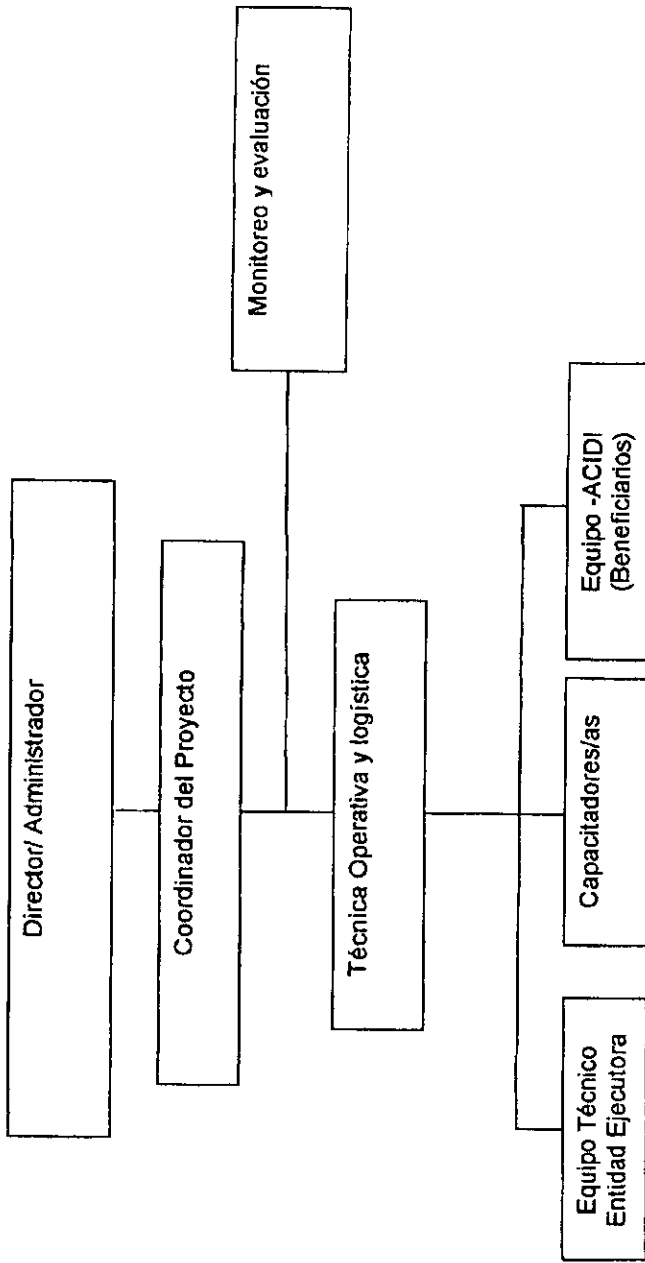 Director/ Administrador
Coordinador del Proyecto
Monitoreo y evaluación
Técnica Operativa y logística
Equipo Técnico
Entidad Ejecutora
Capacitadores/as
Equipo -ACIDI
(Beneficiarios)